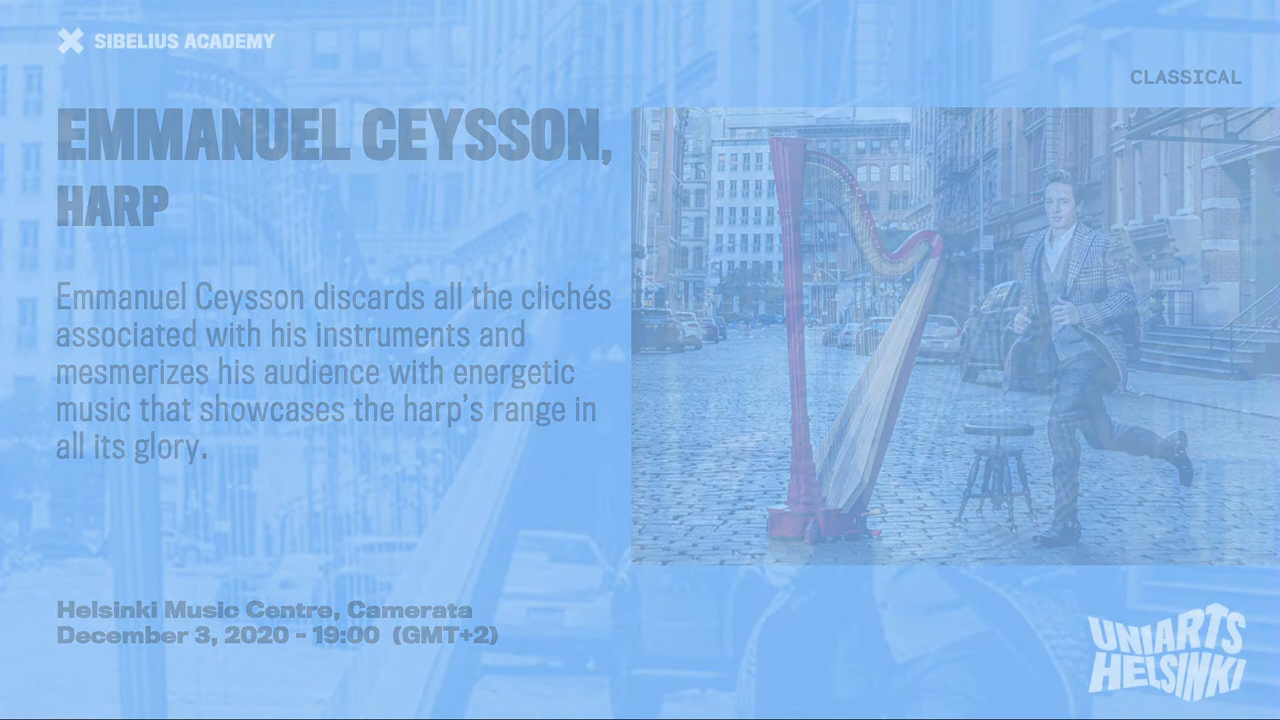 SIBELIUS ACADEMY
CLASSICAL
EMMANUEL CEYSSON,
HARP
Emmanuel Ceysson discards all the clichés
associated with his instruments and
mesmerizes his audience with energetic
music that showcases the harp’s range in
all its glory.
Helsinki Music Centre, Camerata
December 3, 2020 - 19:00 (GMT+2)
UNIARTS
HELSINKI